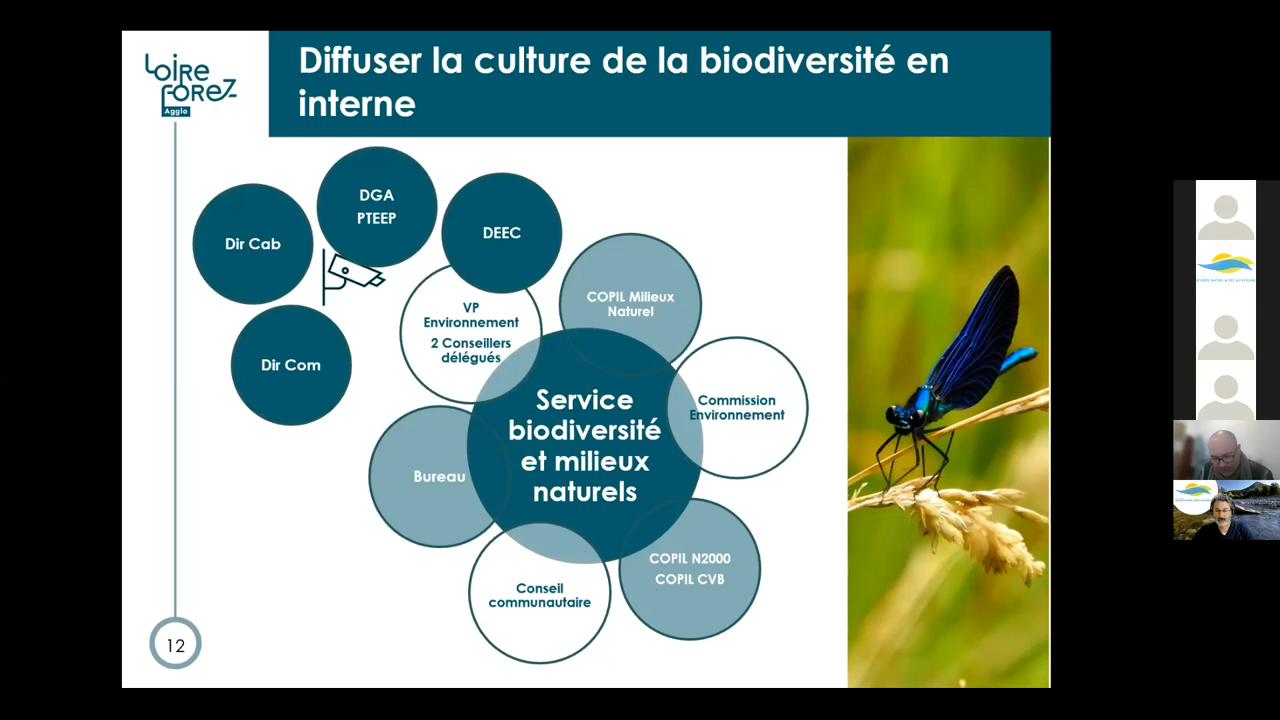 Loire
Forez
Agglo
Diffuser la culture de la biodiversité en
interne
DGA
PTEEP
Dir Cab
DEEC
Dir Com
VP
Environnement
2 Conseillers
délégués
COPIL Milieux
Naturel
Commission
Environnement
Service
biodiversité
et milieux
naturels
Bureau
COPIL N2000
COPIL CVB
Conseil
communautaire
12